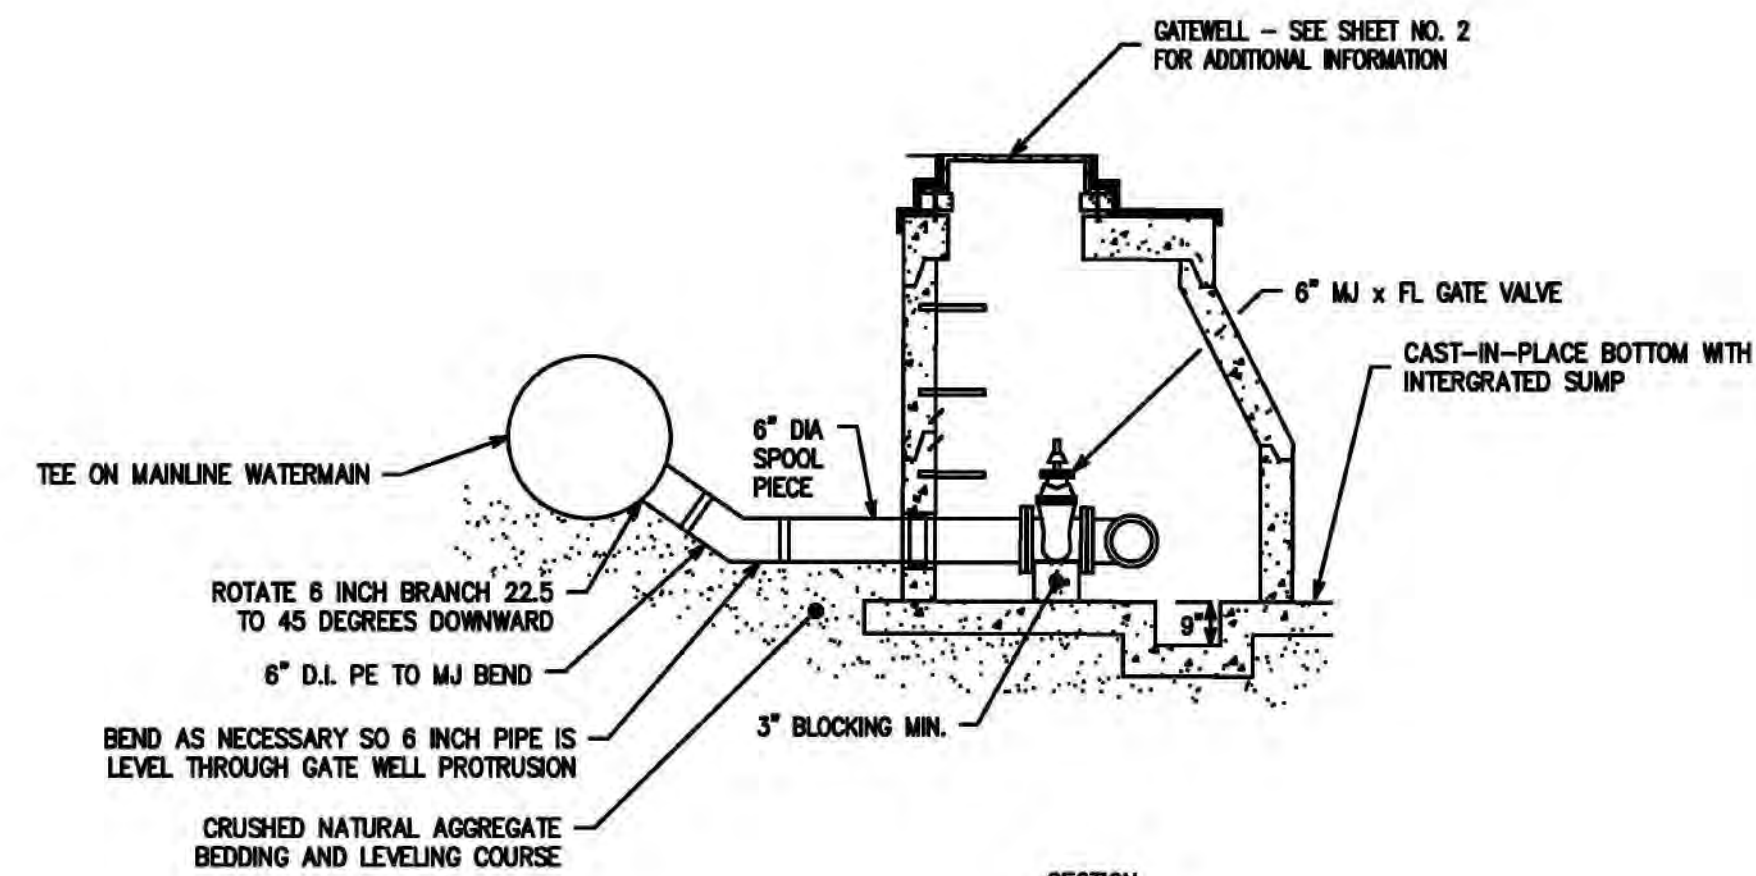 GATEWELL - SEE SHEET NO. 2
FOR ADDITIONAL INFORMATION
6" MJ x FL GATE VALVE
CAST-IN-PLACE BOTTOM WITH
INTERGRATED SUMP
6" DIA
SPOOL
PIECE
TEE ON MAINLINE WATERMAIN
ROTATE 6 INCH BRANCH 22.5
TO 45 DEGREES DOWNWARD
9"
6" D.I. PE TO MJ BEND
3" BLOCKING MIN.
BEND AS NECESSARY SO 6 INCH PIPE IS
LEVEL THROUGH GATE WELL PROTRUSION
CRUSHED NATURAL AGGREGATE
BEDDING AND LEVELING COURSE
SECTION